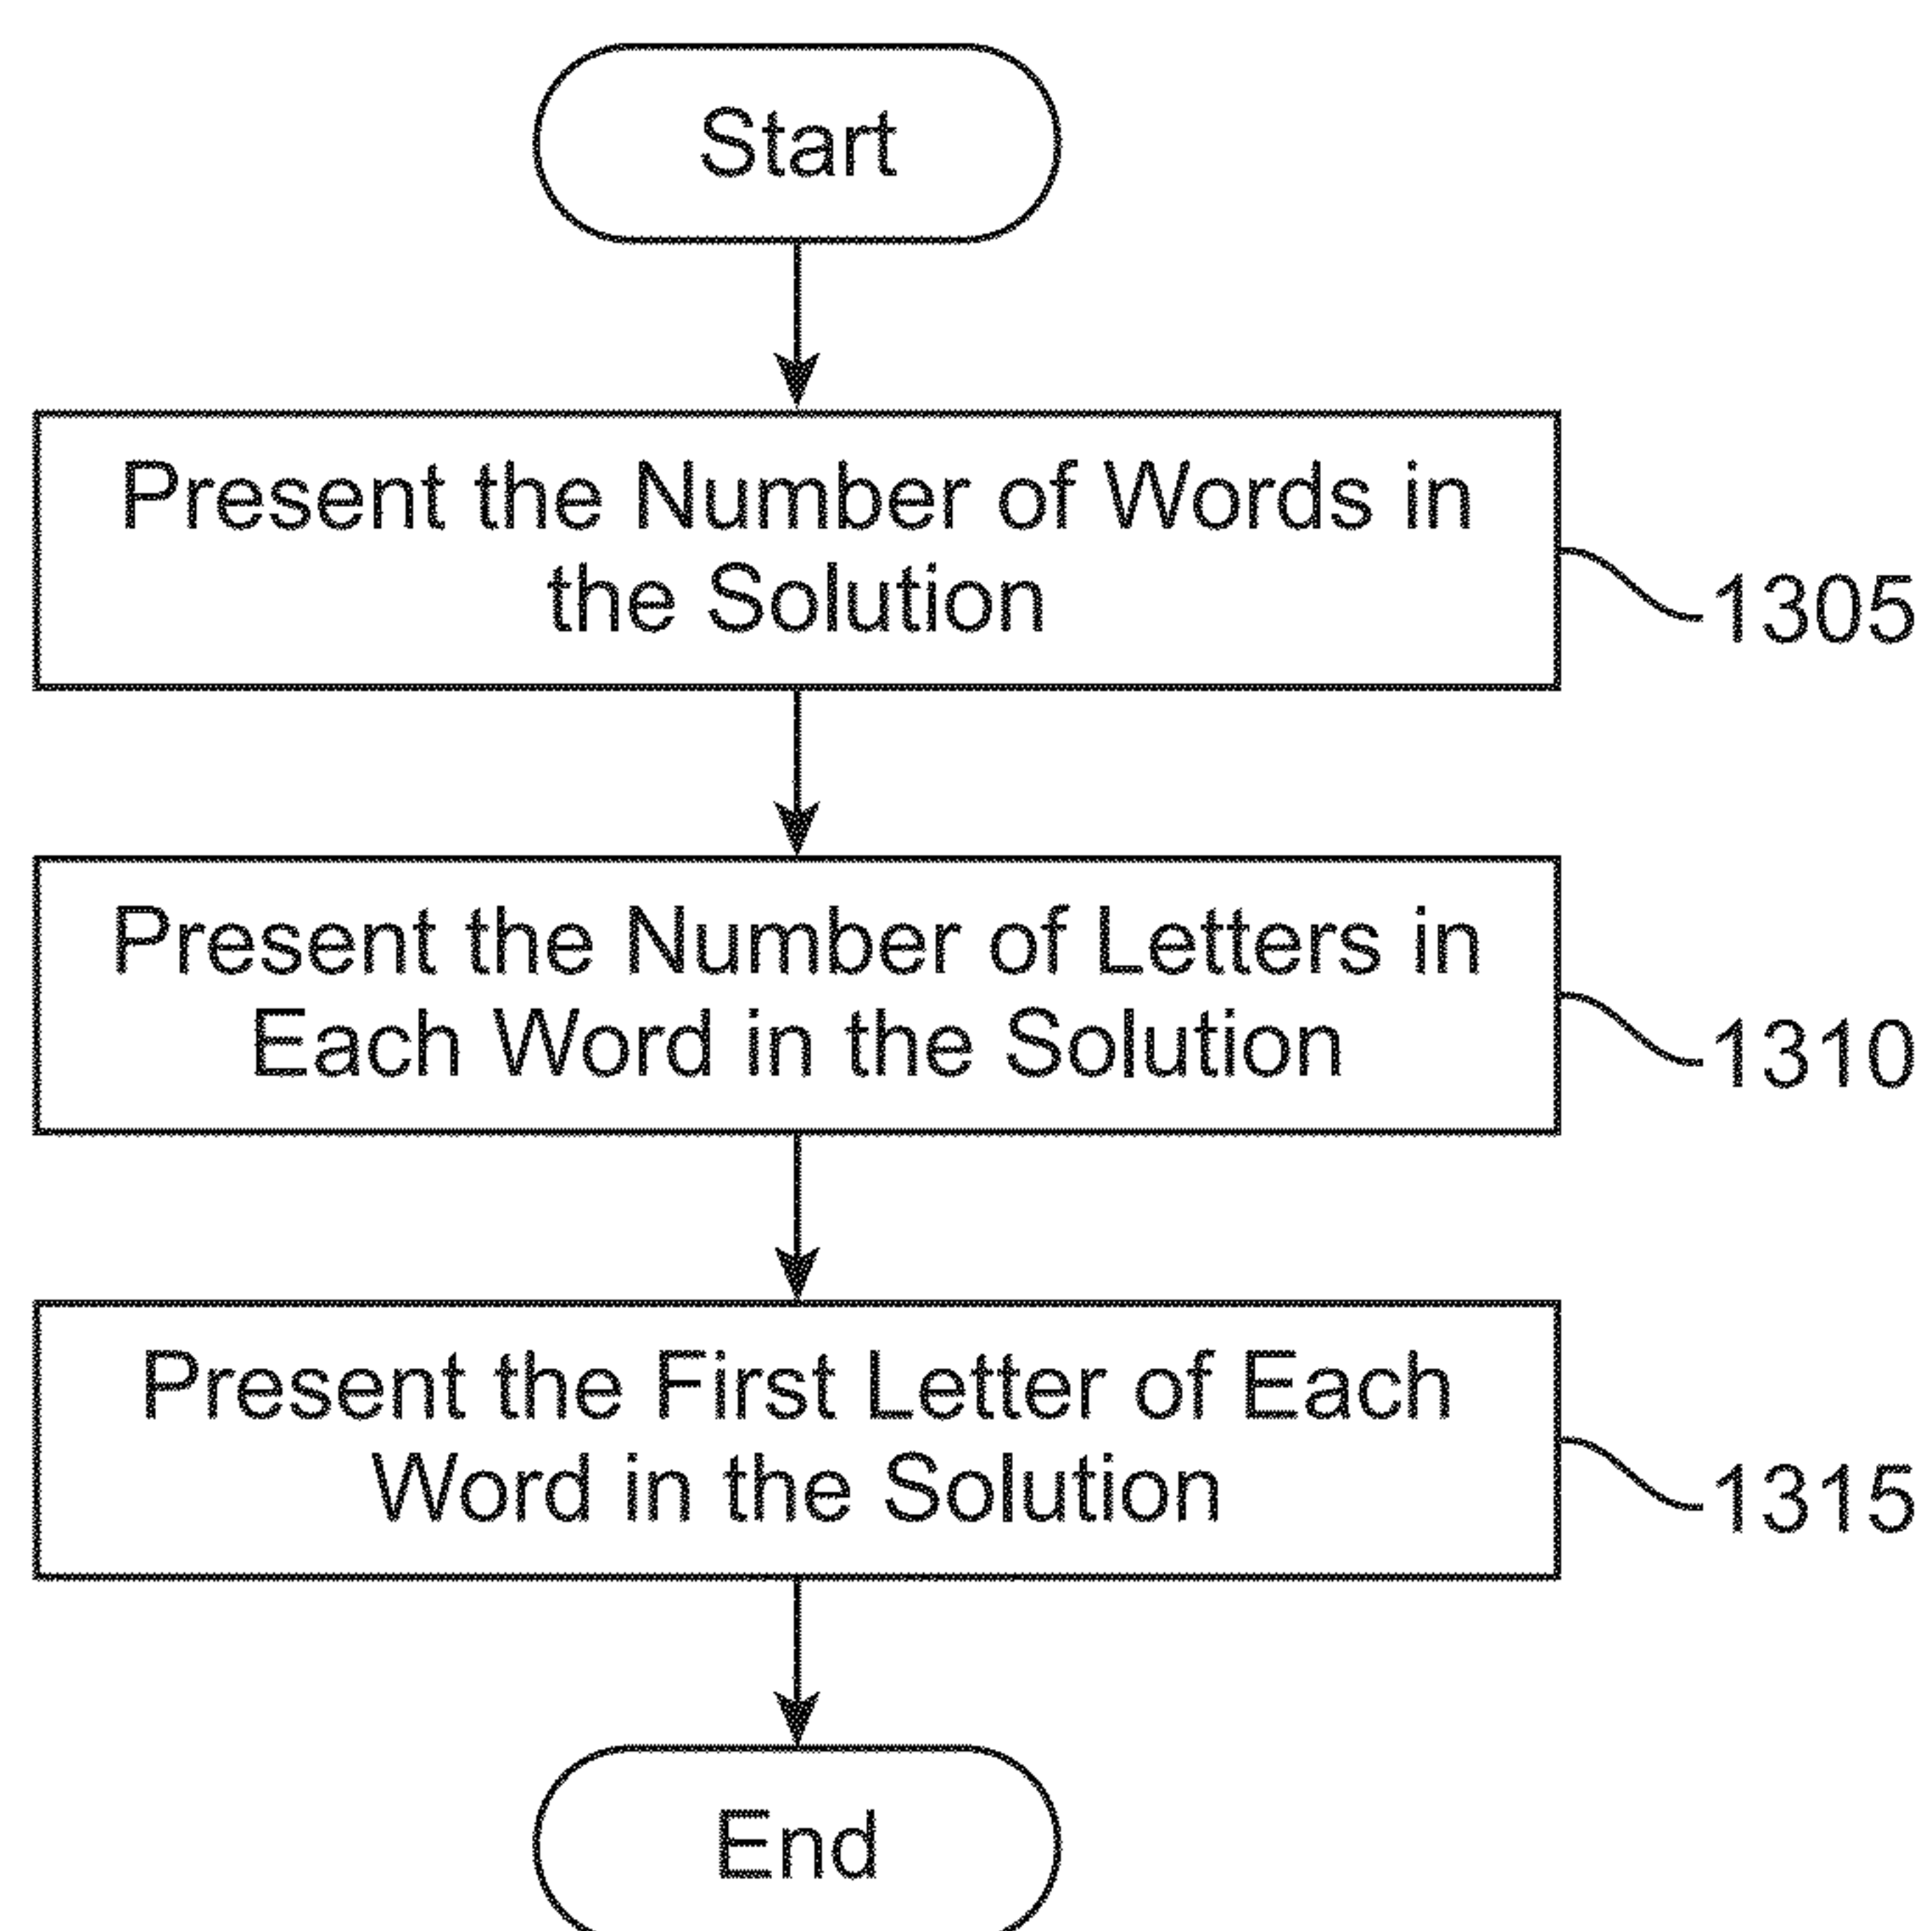 Start
Present the Number of Words in
the Solution
1305
Present the Number of Letters in
Each Word in the Solution
1310
Present the First Letter of Each
Word in the Solution
1315
End